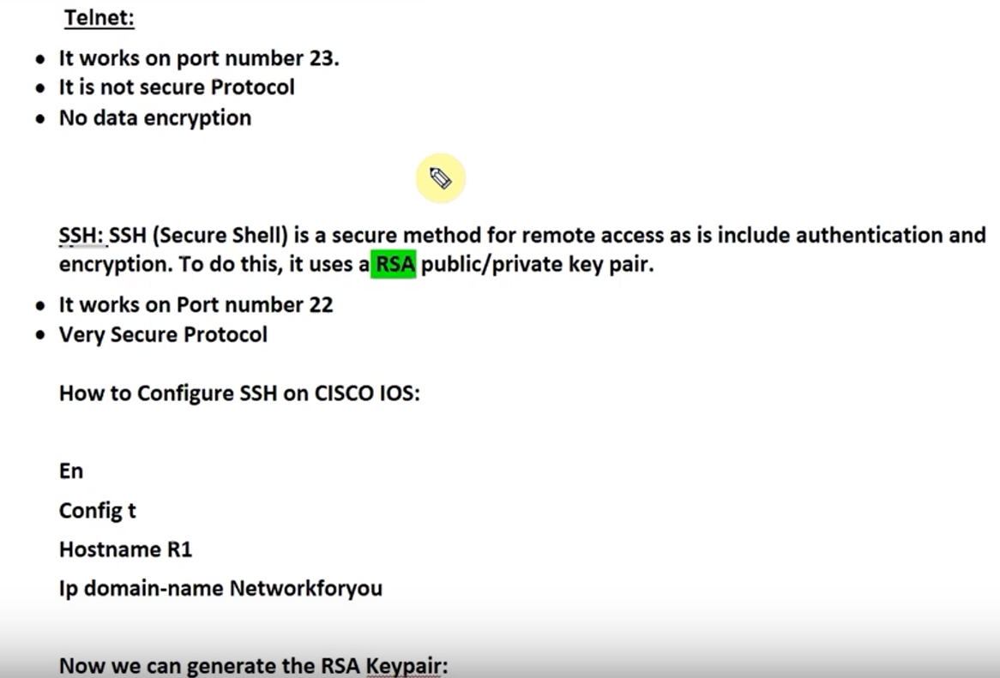 Telnet:
• It works on port number 23.
• It is not secure Protocol
• No data encryption
SSH: SSH (Secure Shell) is a secure method for remote access as is include authentication and
encryption. To do this, it uses a RSA public/private key pair.
• It works on Port number 22
• Very Secure Protocol
How to Configure SSH on CISCO IOS:
En
Config t
Hostname R1
Ip domain-name Networkforyou
Now we can generate the RSA Keypair: